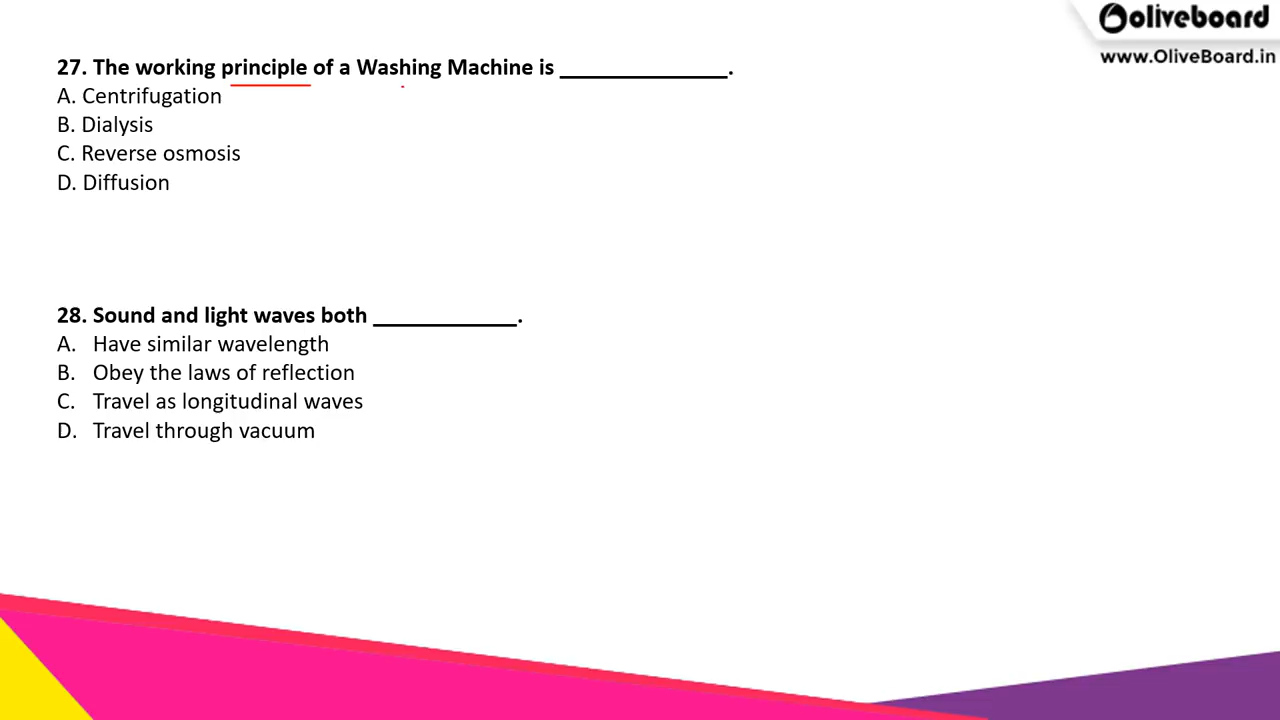 oliveboard
www.OliveBoard.in
27. The working principle of a Washing Machine is ______________.
A. Centrifugation
B. Dialysis
C. Reverse osmosis
D. Diffusion
28. Sound and light waves both ____________.
A. Have similar wavelength
B. Obey the laws of reflection
C. Travel as longitudinal waves
D. Travel through vacuum